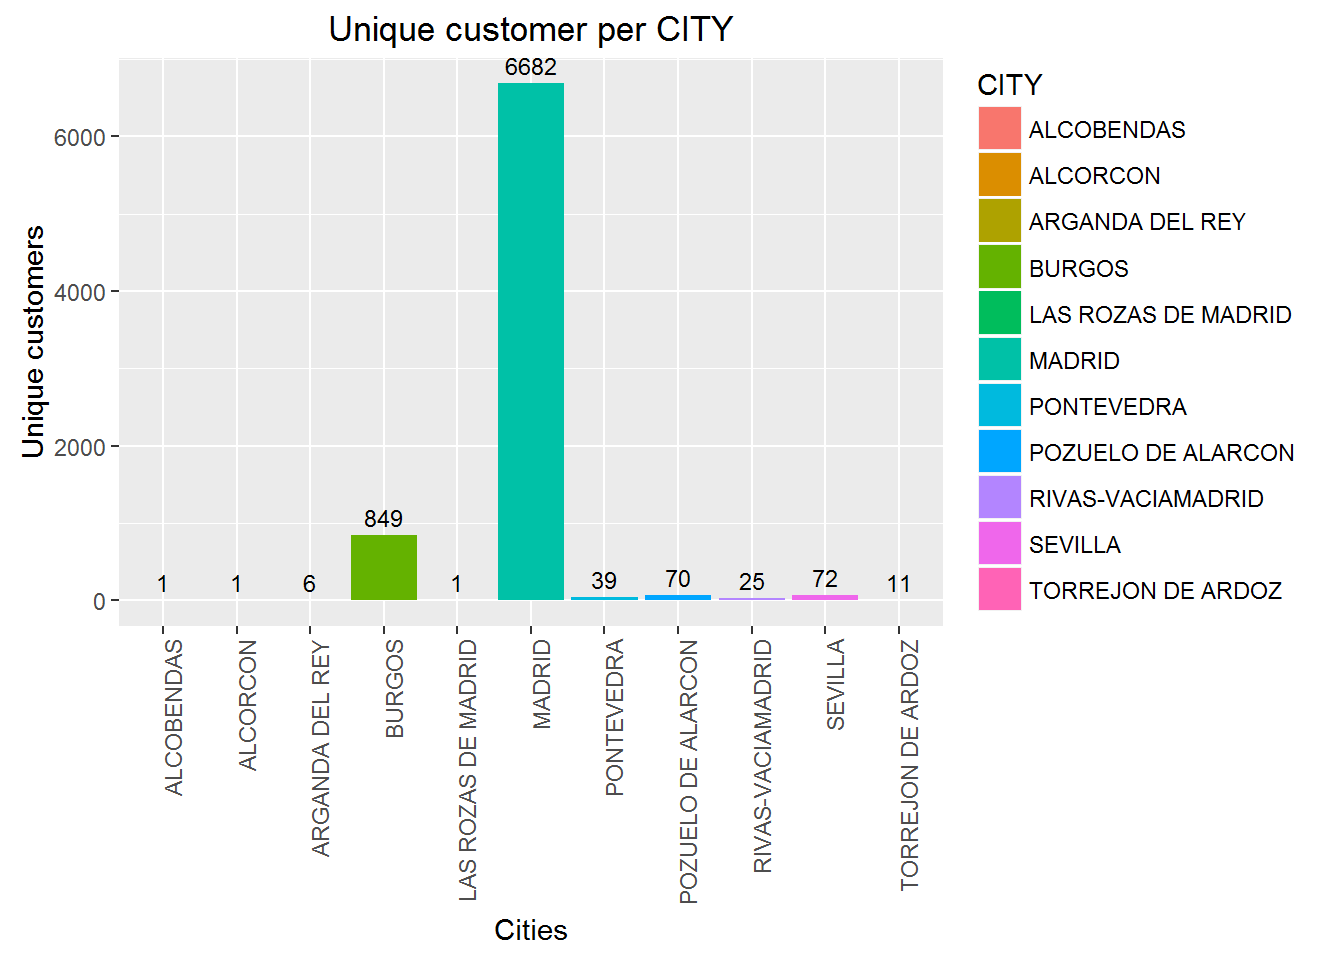 Unique customer per CITY
Unique customers
6000
4000
2000
0
1
1
6
849
1
6682
39
70
25
72
11
ALCOBENDAS
ALCORCON
ARGANDA DEL REY
BURGOS
LAS ROZAS DE MADRID
MADRID
PONTEVEDRA
POZUELO DE ALARCON
RIVAS-VACIAMADRID
SEVILLA
TORREJON DE ARDOZ
Cities
CITY
ALCOBENDAS
ALCORCON
ARGANDA DEL REY
BURGOS
LAS ROZAS DE MADRID
MADRID
PONTEVEDRA
POZUELO DE ALARCON
RIVAS-VACIAMADRID
SEVILLA
TORREJON DE ARDOZ